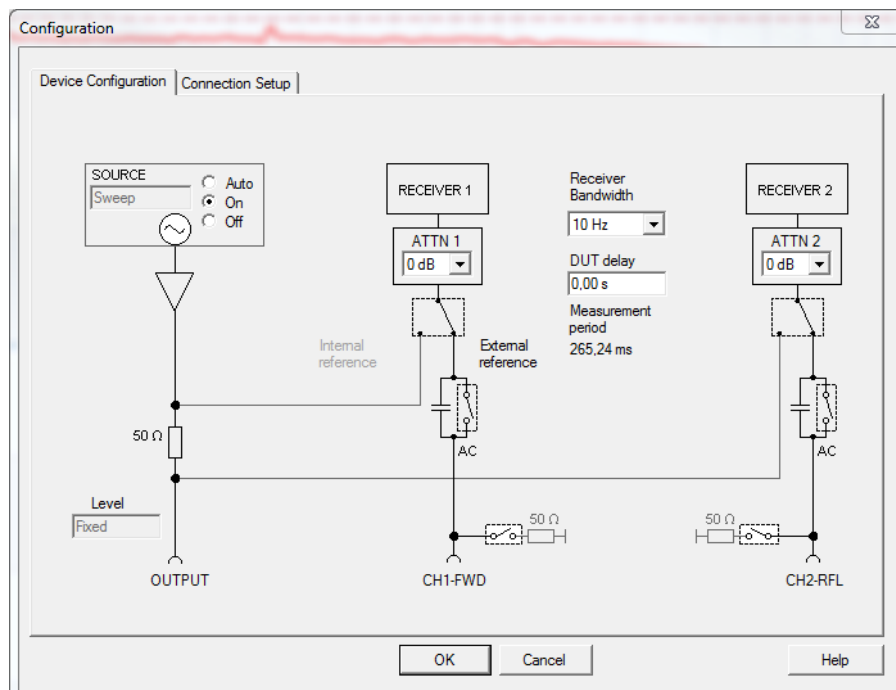 Configuration
Device Configuration
Connection Setup
SOURCE
Sweep
Auto
On
Off
RECEIVER 1
ATTN 1
0 dB
Receiver
Bandwidth
10 Hz
DUT delay
0,00 s
Measurement
period
265,24 ms
RECEIVER 2
ATTN 2
0 dB
Internal
reference
External
reference
50 Ω
AC
AC
Level
Fixed
50 Ω
50 Ω
OUTPUT
CH1-FWD
CH2-RFL
OK
Cancel
Help